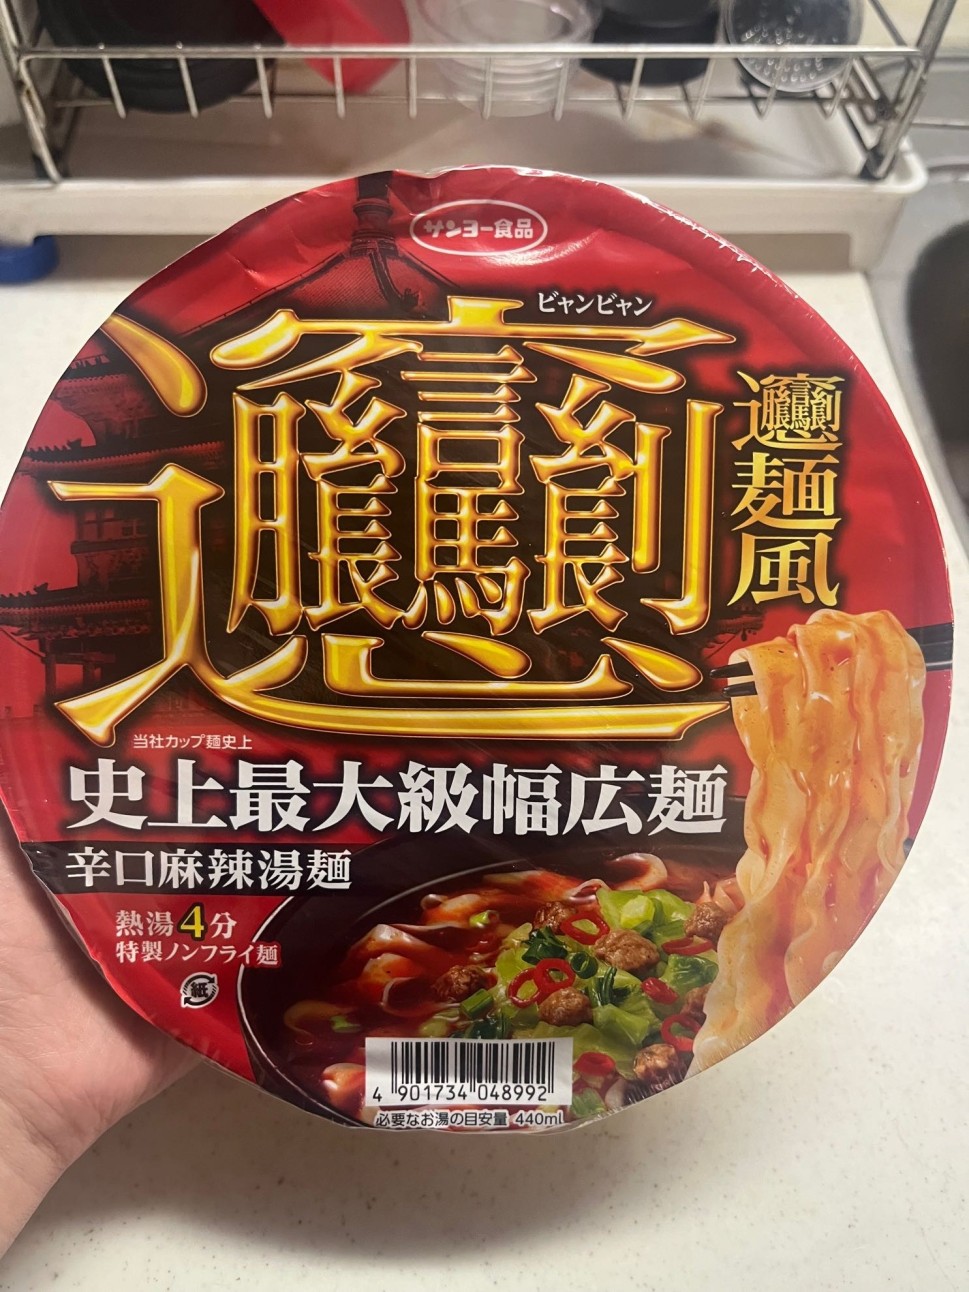 サンヨー食品
ビャンビャン
𰻞
𰻞麺風
当社カップ麺史上
史上最大級幅広麺
辛口麻辣湯麺
熱湯4分
特製ノンフライ麺
紙
4 901734 048992
必要なお湯の目安量 440ml